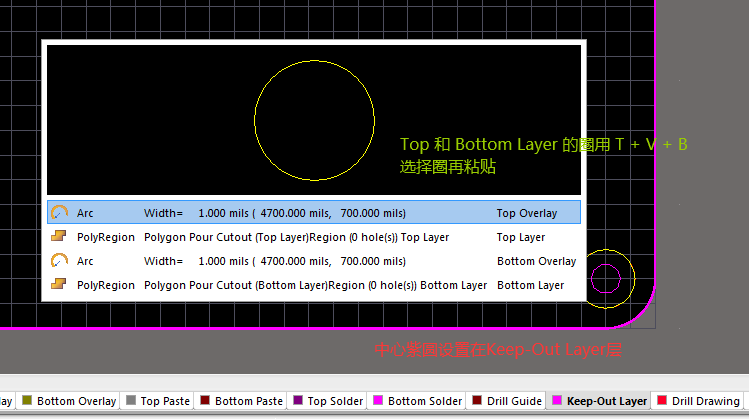 Top 和 Bottom Layer 的圈用 T + V + B
选择圈再粘贴
Arc Width= 1.000 mils ( 4700.000 mils, 700.000 mils) Top Overlay
PolyRegion Polygon Pour Cutout (Top Layer)Region (0 hole(s)) Top Layer Top Layer
Arc Width= 1.000 mils ( 4700.000 mils, 700.000 mils) Bottom Overlay
PolyRegion Polygon Pour Cutout (Bottom Layer)Region (0 hole(s)) Bottom Layer Bottom Layer
中心紫圆设置在Keep-Out Layer层
lay Bottom Overlay Top Paste Bottom Paste Top Solder Bottom Solder Drill Guide Keep-Out Layer Drill Drawing